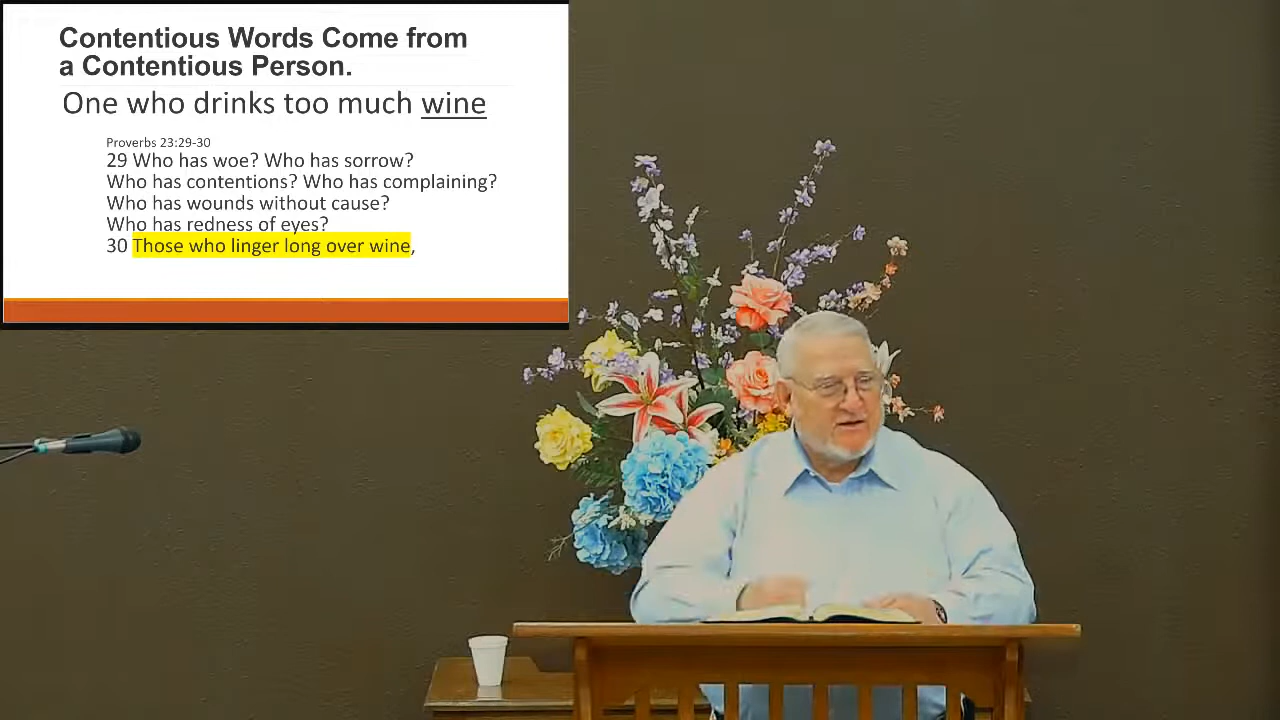 Contentious Words Come from
a Contentious Person.
One who drinks too much wine
Proverbs 23:29-30
29 Who has woe? Who has sorrow?
Who has contentions? Who has complaining?
Who has wounds without cause?
Who has redness of eyes?
30 Those who linger long over wine,